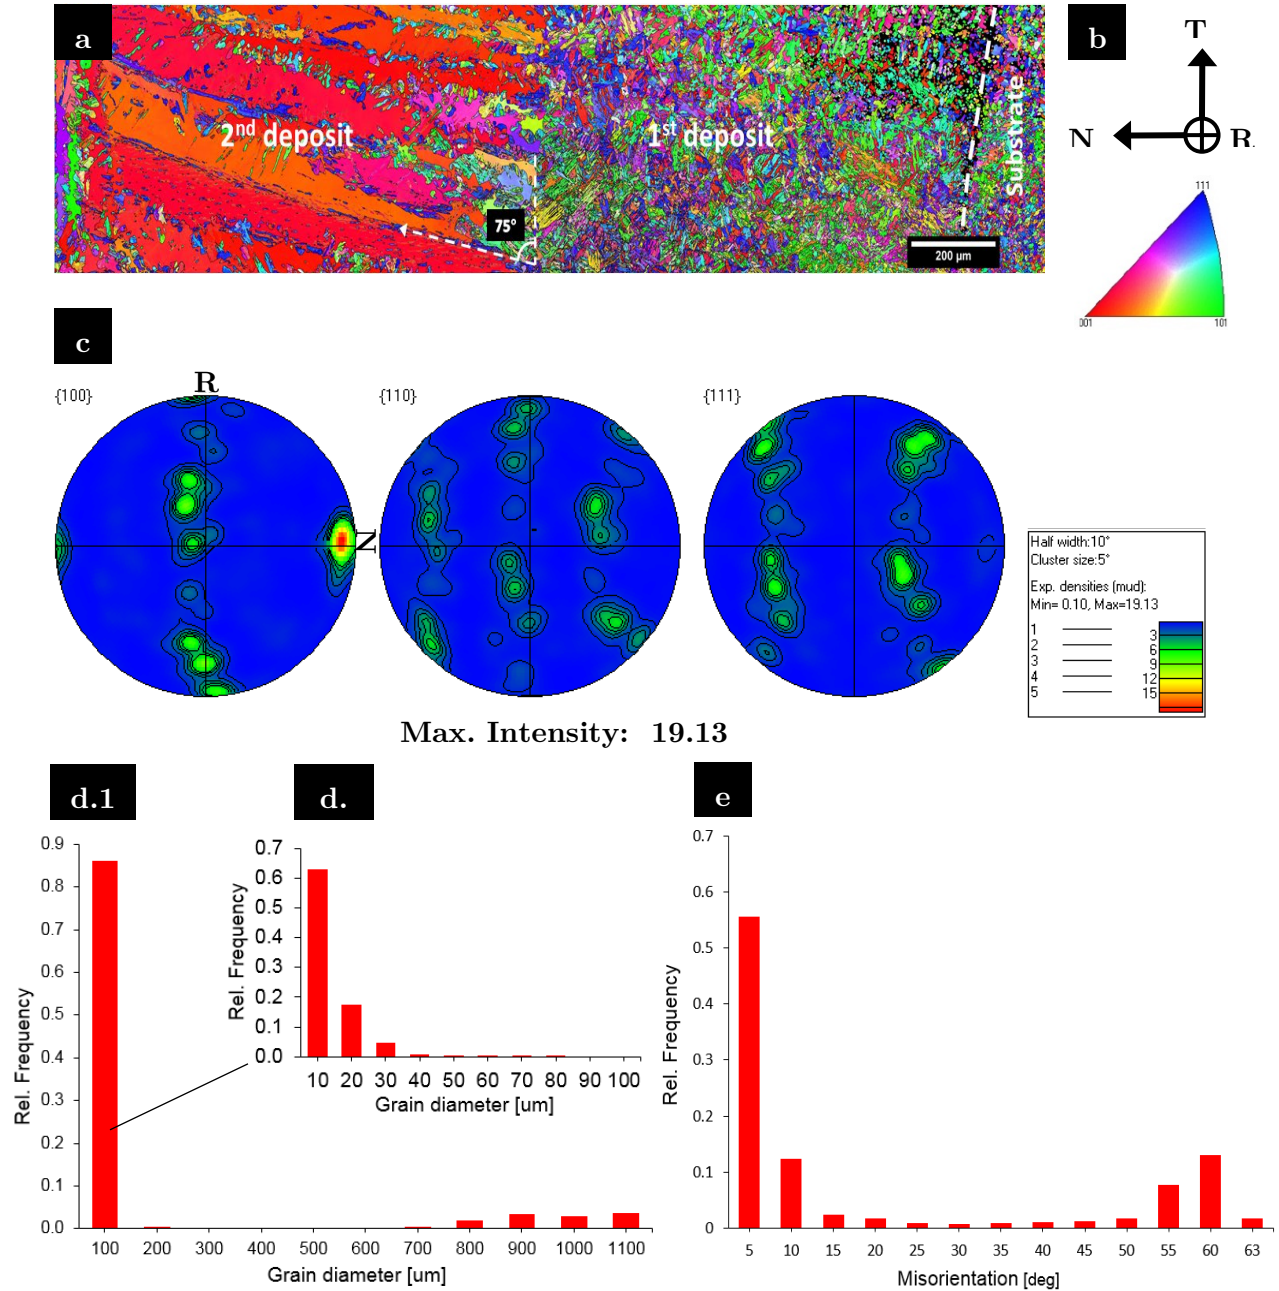 a
2nd deposit
1st deposit
Substrate
75°
200 µm
b
T
N
R.
111
001
101
c
{100}
R
N
{110}
{111}
Half width:10°
Cluster size:5°
Exp. densities (mud):
Min= 0.10, Max=19.13
1
2
3
4
5
3
6
9
12
15
Max. Intensity: 19.13
d.1
0.9
0.8
0.7
0.6
0.5
0.4
0.3
0.2
0.1
0.0
Rel. Frequency
100 200 300 400 500 600 700 800 900 1000 1100
Grain diameter [um]
d.
0.7
0.6
0.5
0.4
0.3
0.2
0.1
0.0
Rel. Frequency
10 20 30 40 50 60 70 80 90 100
Grain diameter [um]
e
0.7
0.6
0.5
0.4
0.3
0.2
0.1
0
Rel. Frequency
5 10 15 20 25 30 35 40 45 50 55 60 63
Misorientation [deg]